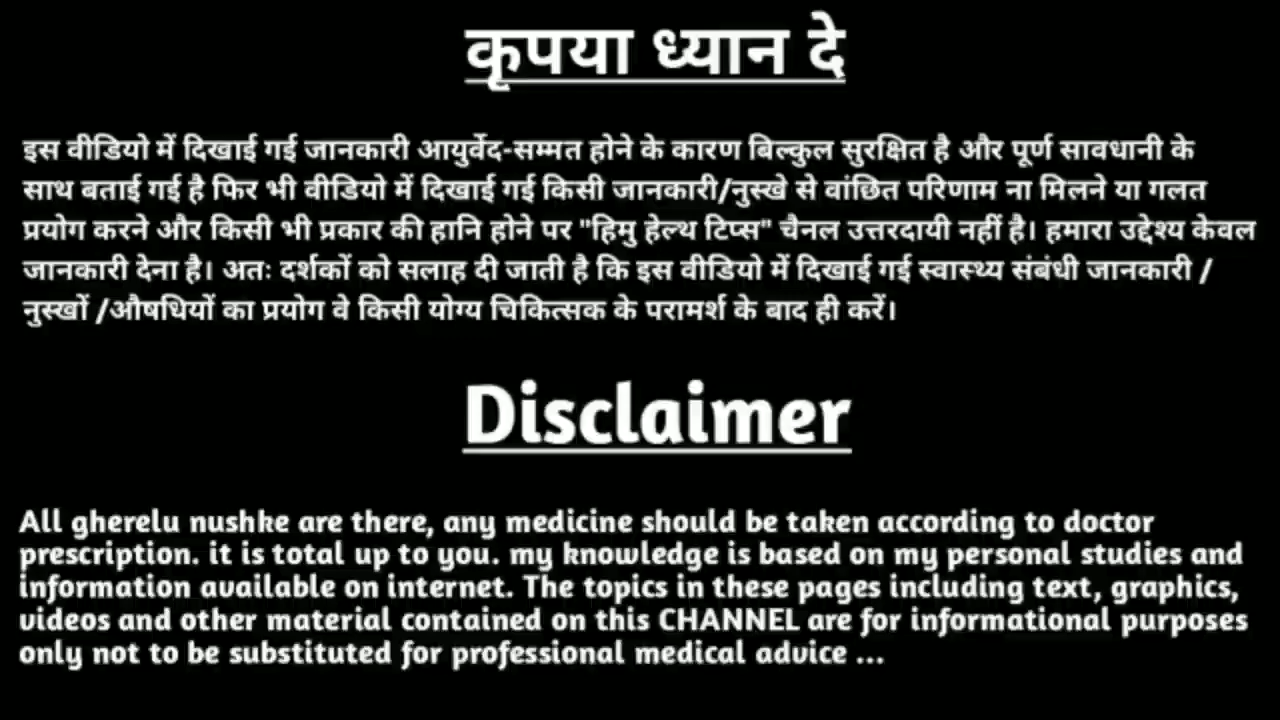 कृपया ध्यान दे
इस वीडियो में दिखाई गई जानकारी आयुर्वेद-सम्मत होने के कारण बिल्कुल सुरक्षित है और पूर्ण सावधानी के
साथ बताई गई है फिर भी वीडियो में दिखाई गई किसी जानकारी/नुस्खे से वांछित परिणाम ना मिलने या गलत
प्रयोग करने और किसी भी प्रकार की हानि होने पर "हिमु हेल्थ टिप्स" चैनल उत्तरदायी नहीं है। हमारा उद्देश्य केवल
जानकारी देना है। अतः दर्शकों को सलाह दी जाती है कि इस वीडियो में दिखाई गई स्वास्थ्य संबंधी जानकारी /
नुस्खों /औषधियों का प्रयोग वे किसी योग्य चिकित्सक के परामर्श के बाद ही करें।
Disclaimer
All gherelu nushke are there, any medicine should be taken according to doctor
prescription. it is total up to you. my knowledge is based on my personal studies and
information available on internet. The topics in these pages including text, graphics,
videos and other material contained on this CHANNEL are for informational purposes
only not to be substituted for professional medical advice ...